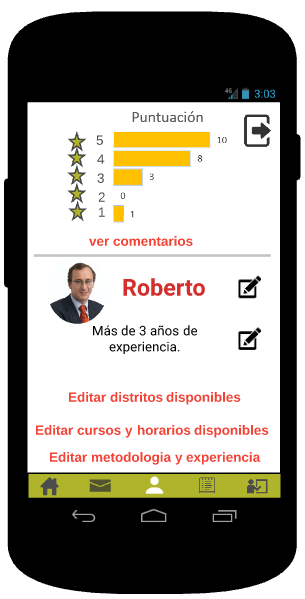 4G 3:03
Puntuación
5 10
4 8
3 3
2 0
1 1
ver comentarios
Roberto
Más de 3 años de
experiencia.
Editar distritos disponibles
Editar cursos y horarios disponibles
Editar metodologia y experiencia